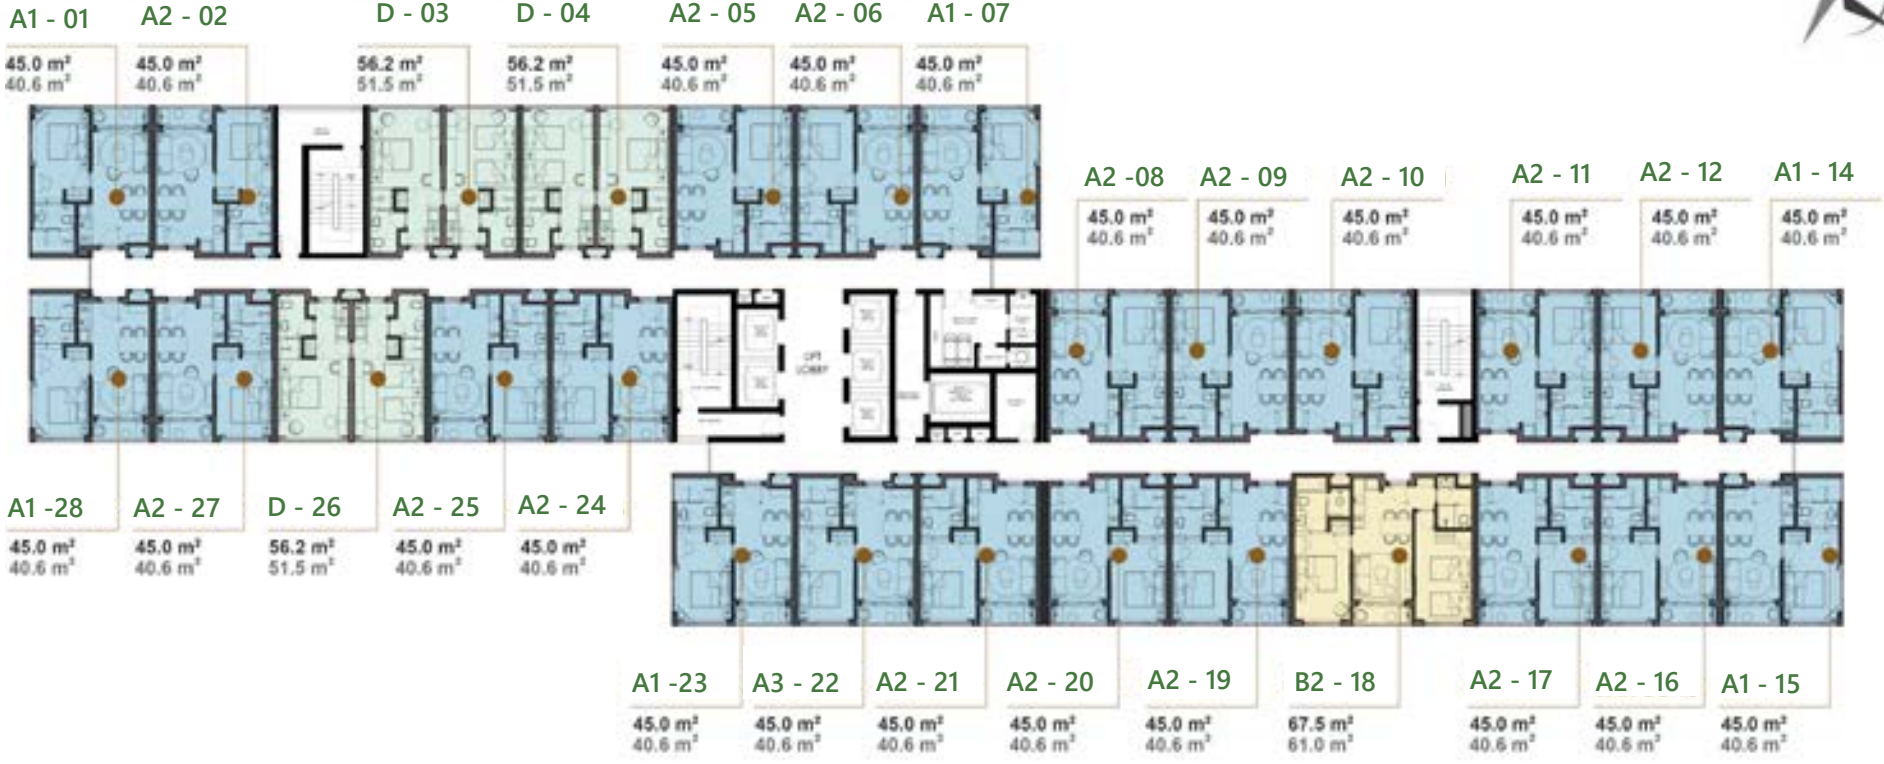 A1 - 01
A2 - 02
D - 03
D - 04
A2 - 05
A2 - 06
A1 - 07
45.0 m²
40.6 m²
45.0 m²
40.6 m²
56.2 m²
51.5 m²
56.2 m²
51.5 m²
45.0 m²
40.6 m²
45.0 m²
40.6 m²
45.0 m²
40.6 m²
A2 -08
A2 - 09
A2 - 10
A2 - 11
A2 - 12
A1 - 14
45.0 m²
40.6 m²
45.0 m²
40.6 m²
45.0 m²
40.6 m²
45.0 m²
40.6 m²
45.0 m²
40.6 m²
45.0 m²
40.6 m²
LIFT
LOBBY
A1 -28
A2 - 27
D - 26
A2 - 25
A2 - 24
45.0 m²
40.6 m²
45.0 m²
40.6 m²
56.2 m²
51.5 m²
45.0 m²
40.6 m²
45.0 m²
40.6 m²
A1 -23
A3 - 22
A2 - 21
A2 - 20
A2 - 19
B2 - 18
A2 - 17
A2 - 16
A1 - 15
45.0 m²
40.6 m²
45.0 m²
40.6 m²
45.0 m²
40.6 m²
45.0 m²
40.6 m²
45.0 m²
40.6 m²
67.5 m²
61.0 m²
45.0 m²
40.6 m²
45.0 m²
40.6 m²
45.0 m²
40.6 m²